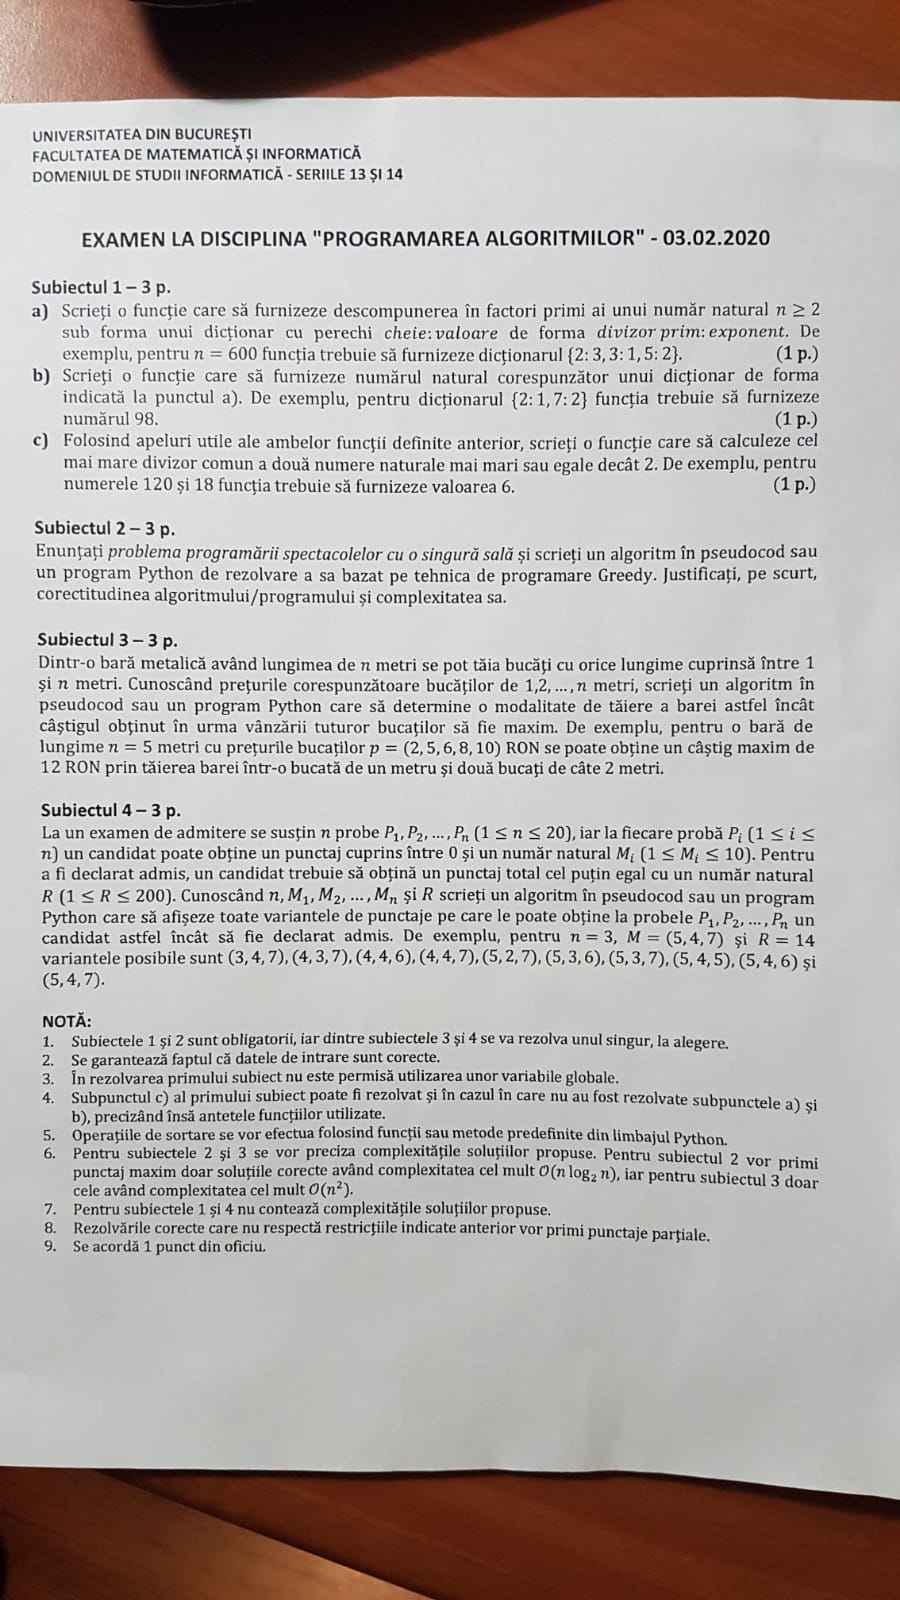 UNIVERSITATEA DIN BUCUREȘTI
FACULTATEA DE MATEMATICĂ ȘI INFORMATICĂ
DOMENIUL DE STUDII INFORMATICĂ - SERIILE 13 ȘI 14
EXAMEN LA DISCIPLINA "PROGRAMAREA ALGORITMILOR" - 03.02.2020
Subiectul 1 – 3 p.
a) Scrieți o funcție care să furnizeze descompunerea în factori primi ai unui număr natural n ≥ 2
sub forma unui dicționar cu perechi cheie: valoare de forma divizor prim: exponent. De
exemplu, pentru n = 600 funcția trebuie să furnizeze dicționarul {2: 3, 3: 1, 5: 2}. (1 p.)
b) Scrieți o funcție care să furnizeze numărul natural corespunzător unui dicționar de forma
indicată la punctul a). De exemplu, pentru dicționarul {2: 1, 7: 2} funcția trebuie să furnizeze
numărul 98. (1 p.)
c) Folosind apeluri utile ale ambelor funcții definite anterior, scrieți o funcție care să calculeze cel
mai mare divizor comun a două numere naturale mai mari sau egale decât 2. De exemplu, pentru
numerele 120 și 18 funcția trebuie să furnizeze valoarea 6. (1 p.)
Subiectul 2 – 3 p.
Enunțați problema programării spectacolelor cu o singură sală și scrieți un algoritm în pseudocod sau
un program Python de rezolvare a sa bazat pe tehnica de programare Greedy. Justificați, pe scurt,
corectitudinea algoritmului/programului și complexitatea sa.
Subiectul 3 – 3 p.
Dintr-o bară metalică având lungimea de n metri se pot tăia bucăți cu orice lungime cuprinsă între 1
și n metri. Cunoscând prețurile corespunzătoare bucăților de 1,2, ..., n metri, scrieți un algoritm în
pseudocod sau un program Python care să determine o modalitate de tăiere a barei astfel încât
câștigul obținut în urma vânzării tuturor bucaților să fie maxim. De exemplu, pentru o bară de
lungime n = 5 metri cu prețurile bucaților p = (2, 5, 6, 8, 10) RON se poate obține un câștig maxim de
12 RON prin tăierea barei într-o bucată de un metru și două bucați de câte 2 metri.
Subiectul 4 – 3 p.
La un examen de admitere se susțin n probe P₁, P₂, ..., Pₙ (1 ≤ n ≤ 20), iar la fiecare probă Pᵢ (1 ≤ i ≤
n) un candidat poate obține un punctaj cuprins între 0 și un număr natural Mᵢ (1 ≤ Mᵢ ≤ 10). Pentru
a fi declarat admis, un candidat trebuie să obțină un punctaj total cel puțin egal cu un număr natural
R (1 ≤ R ≤ 200). Cunoscând n, M₁, M₂, ..., Mₙ și R scrieți un algoritm în pseudocod sau un program
Python care să afișeze toate variantele de punctaje pe care le poate obține la probele P₁, P₂, ..., Pₙ un
candidat astfel încât să fie declarat admis. De exemplu, pentru n = 3, M = (5, 4, 7) și R = 14
variantele posibile sunt (3, 4, 7), (4, 3, 7), (4, 4, 6), (4, 4, 7), (5, 2, 7), (5, 3, 6), (5, 3, 7), (5, 4, 5), (5, 4, 6) și
(5, 4, 7).
NOTĂ:
1. Subiectele 1 și 2 sunt obligatorii, iar dintre subiectele 3 și 4 se va rezolva unul singur, la alegere.
2. Se garantează faptul că datele de intrare sunt corecte.
3. În rezolvarea primului subiect nu este permisă utilizarea unor variabile globale.
4. Subpunctul c) al primului subiect poate fi rezolvat și în cazul în care nu au fost rezolvate subpunctele a) și
b), precizând însă antetele funcțiilor utilizate.
5. Operațiile de sortare se vor efectua folosind funcții sau metode predefinite din limbajul Python.
6. Pentru subiectele 2 și 3 se vor preciza complexitățile soluțiilor propuse. Pentru subiectul 2 vor primi
punctaj maxim doar soluțiile corecte având complexitatea cel mult O(n log₂ n), iar pentru subiectul 3 doar
cele având complexitatea cel mult O(n²).
7. Pentru subiectele 1 și 4 nu contează complexitățile soluțiilor propuse.
8. Rezolvările corecte care nu respectă restricțiile indicate anterior vor primi punctaje parțiale.
9. Se acordă 1 punct din oficiu.